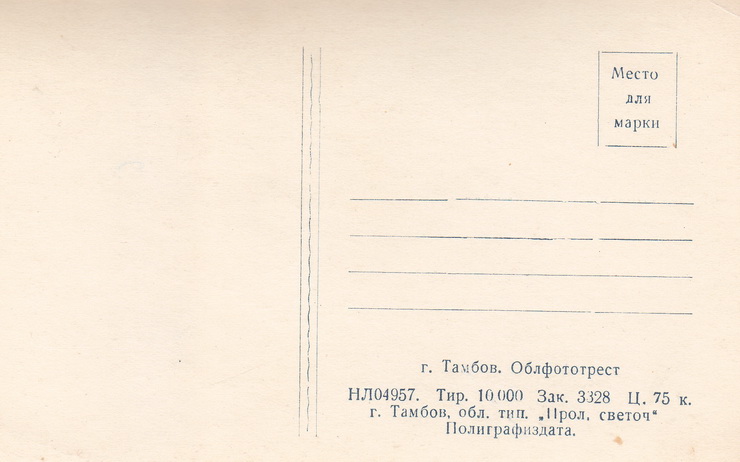 Место
для
марки
г. Тамбов. Облфототрест
НЛ04957. Тир. 10.000 Зак. 3328 Ц. 75 к.
г. Тамбов, обл. тип. „Прол. светоч“
Полиграфиздата.